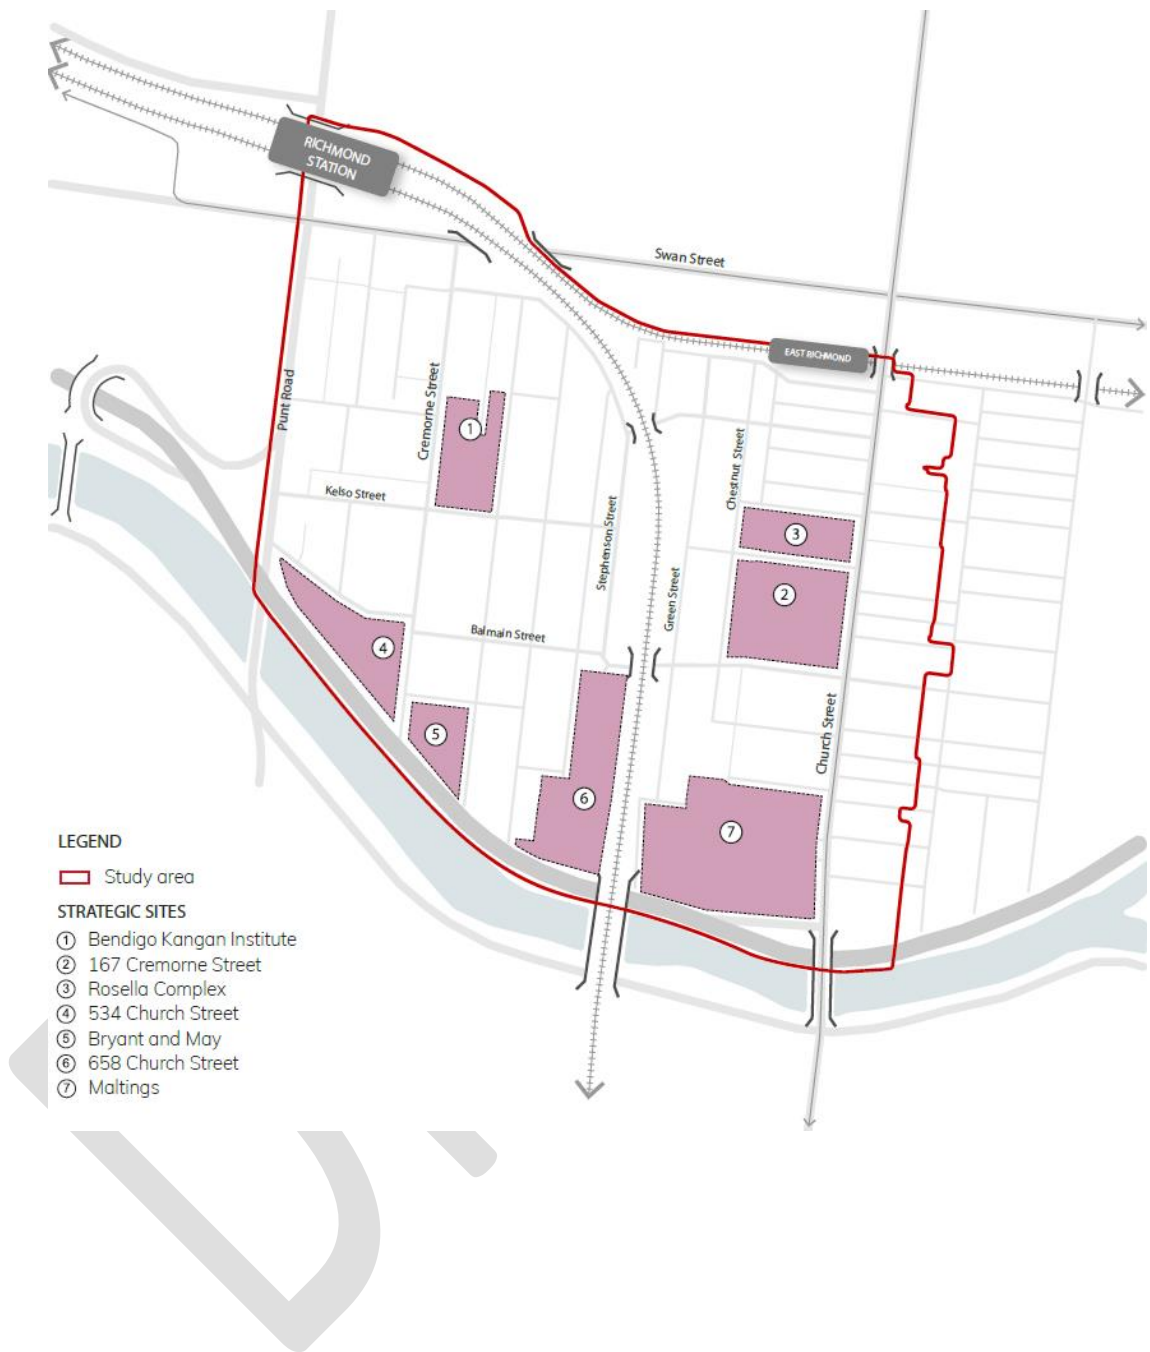 RICHMOND
STATION
Swan Street
EAST RICHMOND
Punt Road
Cremorne Street
1
Kelso Street
Chestnut Street
3
Stephenson Street
2
Green Street
Balmain Street
4
5
Church Street
6
7
LEGEND
Study area
STRATEGIC SITES
1 Bendigo Kangan Institute
2 167 Cremorne Street
3 Rosella Complex
4 534 Church Street
5 Bryant and May
6 658 Church Street
7 Maltings